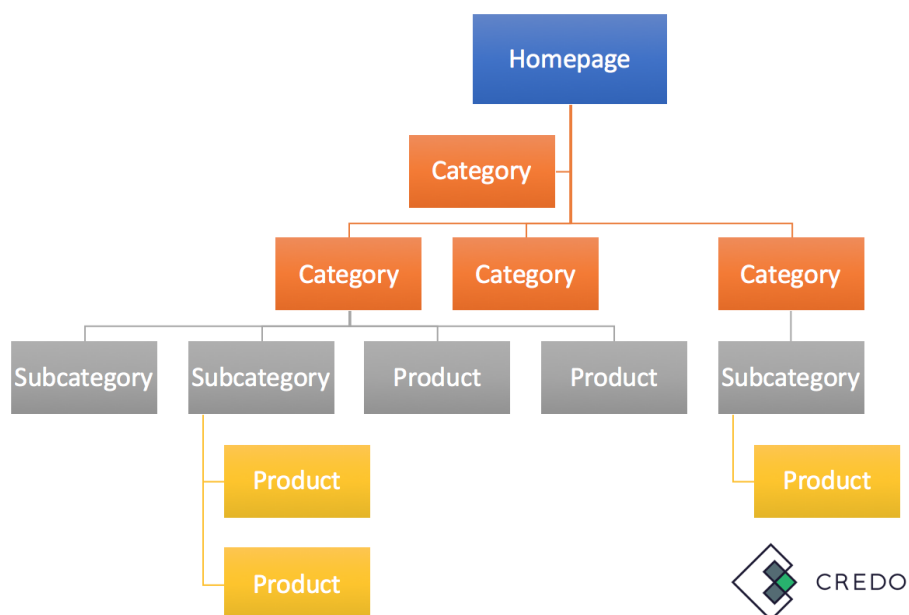 Homepage
Category
Category
Category
Category
Subcategory
Subcategory
Product
Product
Subcategory
Product
Product
Product
CREDO